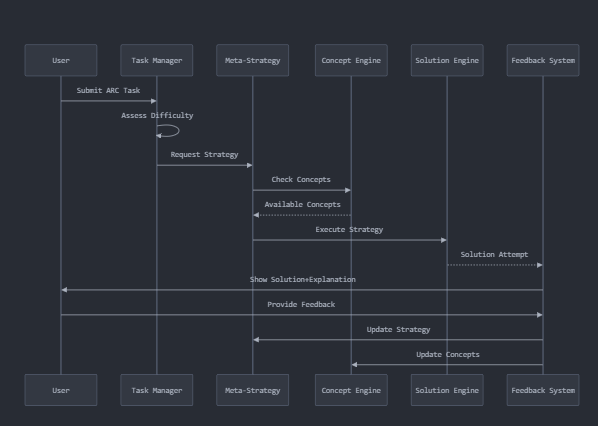 User Task Manager Meta-Strategy Concept Engine Solution Engine Feedback System
Submit ARC Task
Assess Difficulty
Request Strategy
Check Concepts
Available Concepts
Execute Strategy
Solution Attempt
Show Solution+Explanation
Provide Feedback
Update Strategy
Update Concepts
User Task Manager Meta-Strategy Concept Engine Solution Engine Feedback System